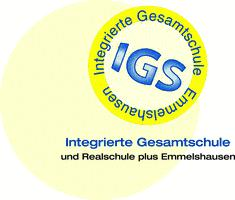 Integrierte Gesamtschule
IGS
Emmelshausen
Integrierte Gesamtschule
und Realschule plus Emmelshausen